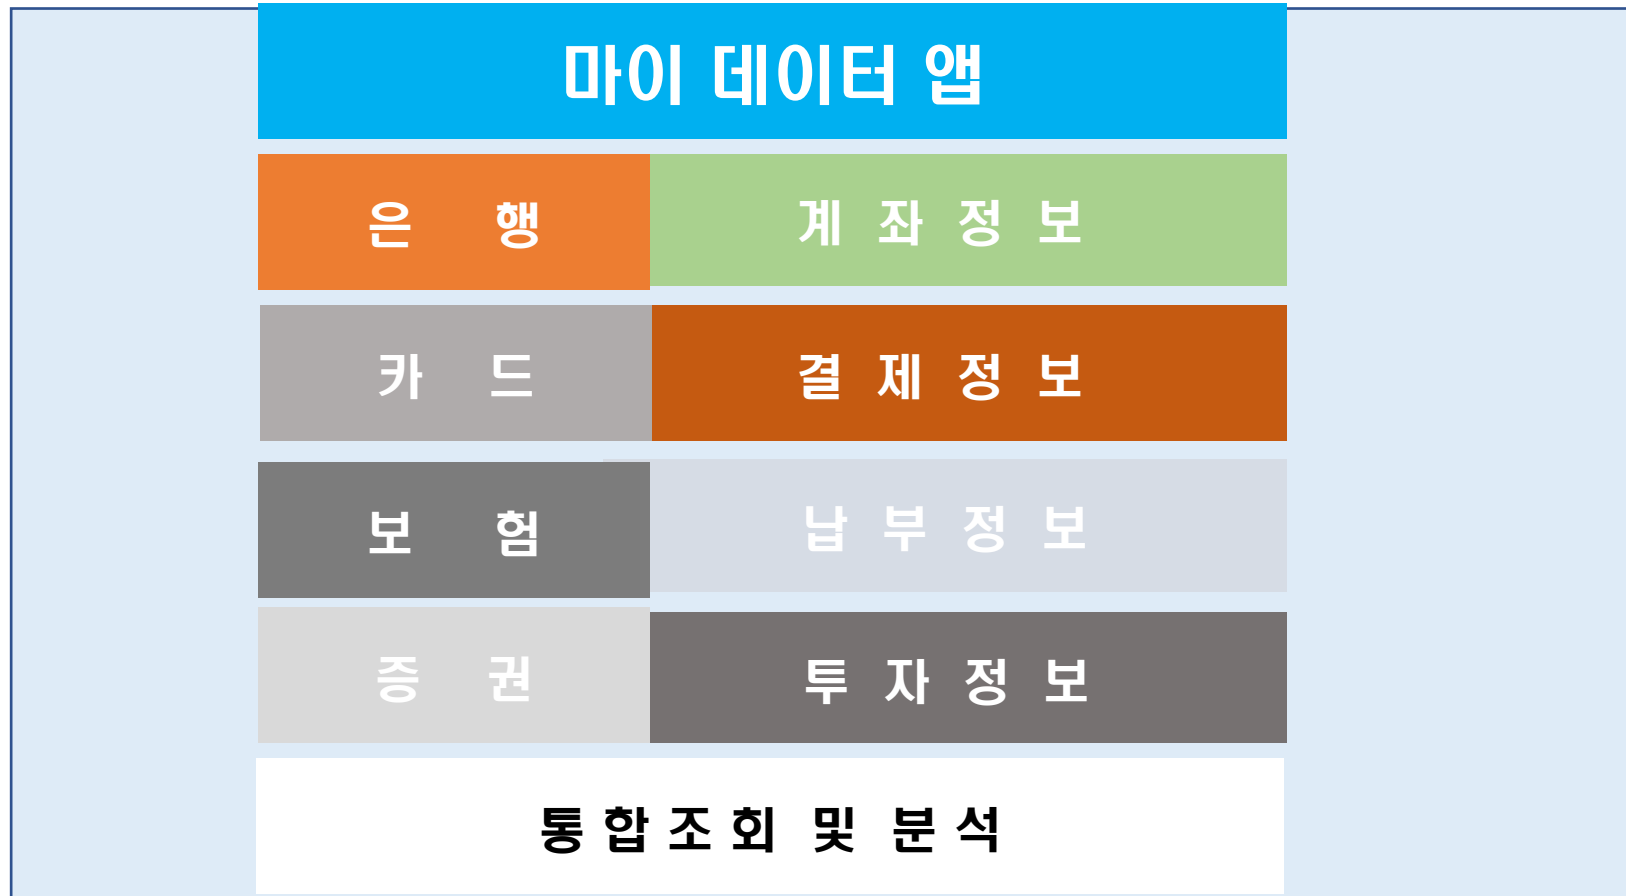 마이 데이터 앱
은 행 계 좌 정 보
카 드 결 제 정 보
보 험 납 부 정 보
증 권 투 자 정 보
통 합 조 회 및 분 석